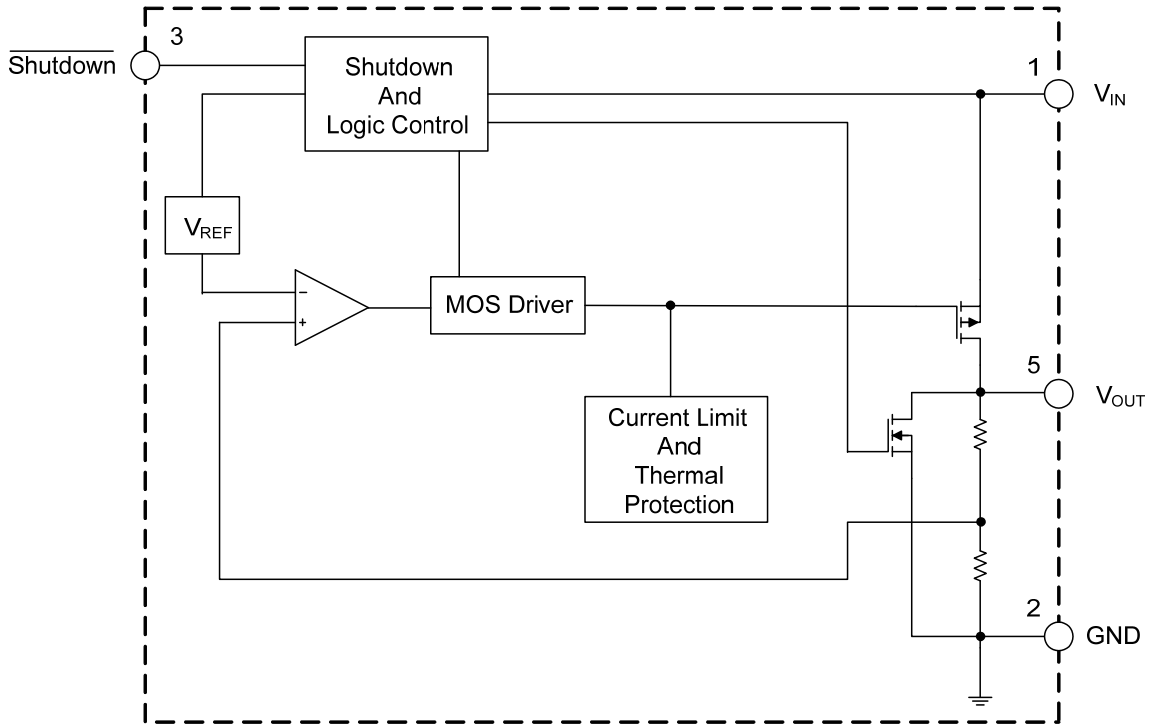 3
Shutdown
Shutdown
And
Logic Control
1
VIN
VREF
−
+
MOS Driver
5
VOUT
Current Limit
And
Thermal
Protection
2
GND